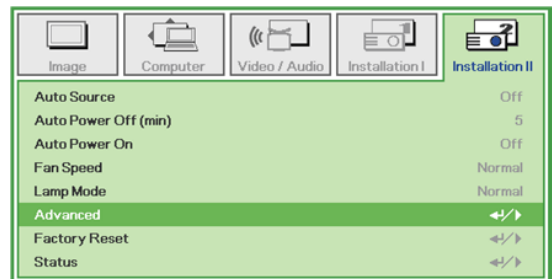 Image Computer Video / Audio Installation I Installation II
Auto Source Off
Auto Power Off (min) 5
Auto Power On Off
Fan Speed Normal
Lamp Mode Normal
Advanced
Factory Reset
Status